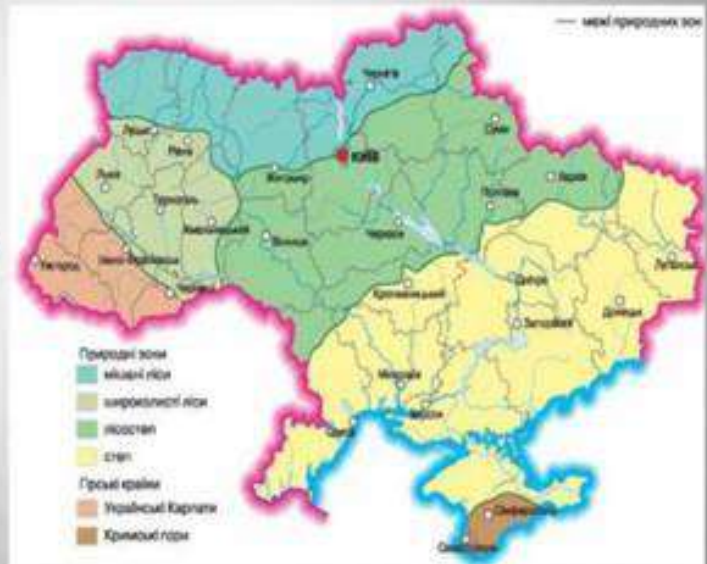 межі природних зон
Чернігів
Луцьк
Рівне
Київ
Суми
Львів
Житомир
Полтава
Харків
Тернопіль
Хмельницький
Вінниця
Черкаси
Ужгород
Івано-Франківськ
Чернівці
Кропивницький
Дніпро
Луганськ
Запоріжжя
Донецьк
Миколаїв
Херсон
Одеса
Сімферополь
Севастополь
Природні зони
мішані ліси
широколисті ліси
лісостеп
степ
Гірські країни
Українські Карпати
Кримські гори